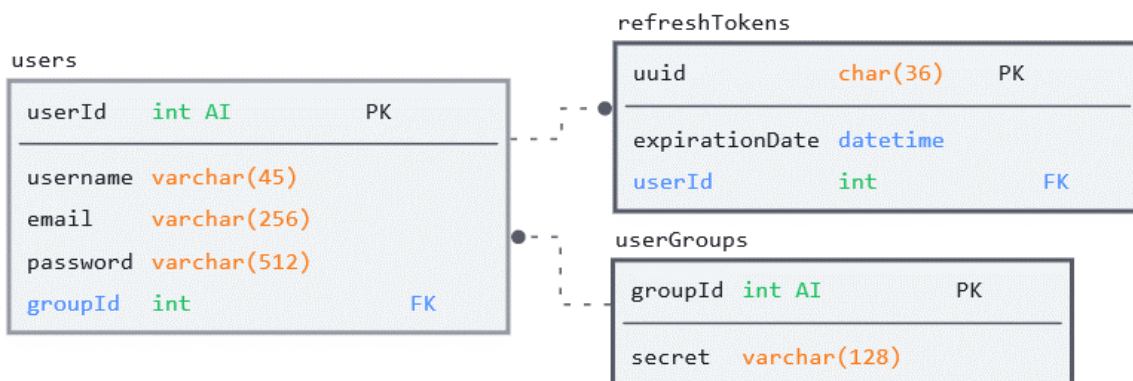 users
userId int AI PK
username varchar(45)
email varchar(256)
password varchar(512)
groupId int FK
refreshTokens
uuid char(36) PK
expirationDate datetime
userId int FK
userGroups
groupId int AI PK
secret varchar(128)